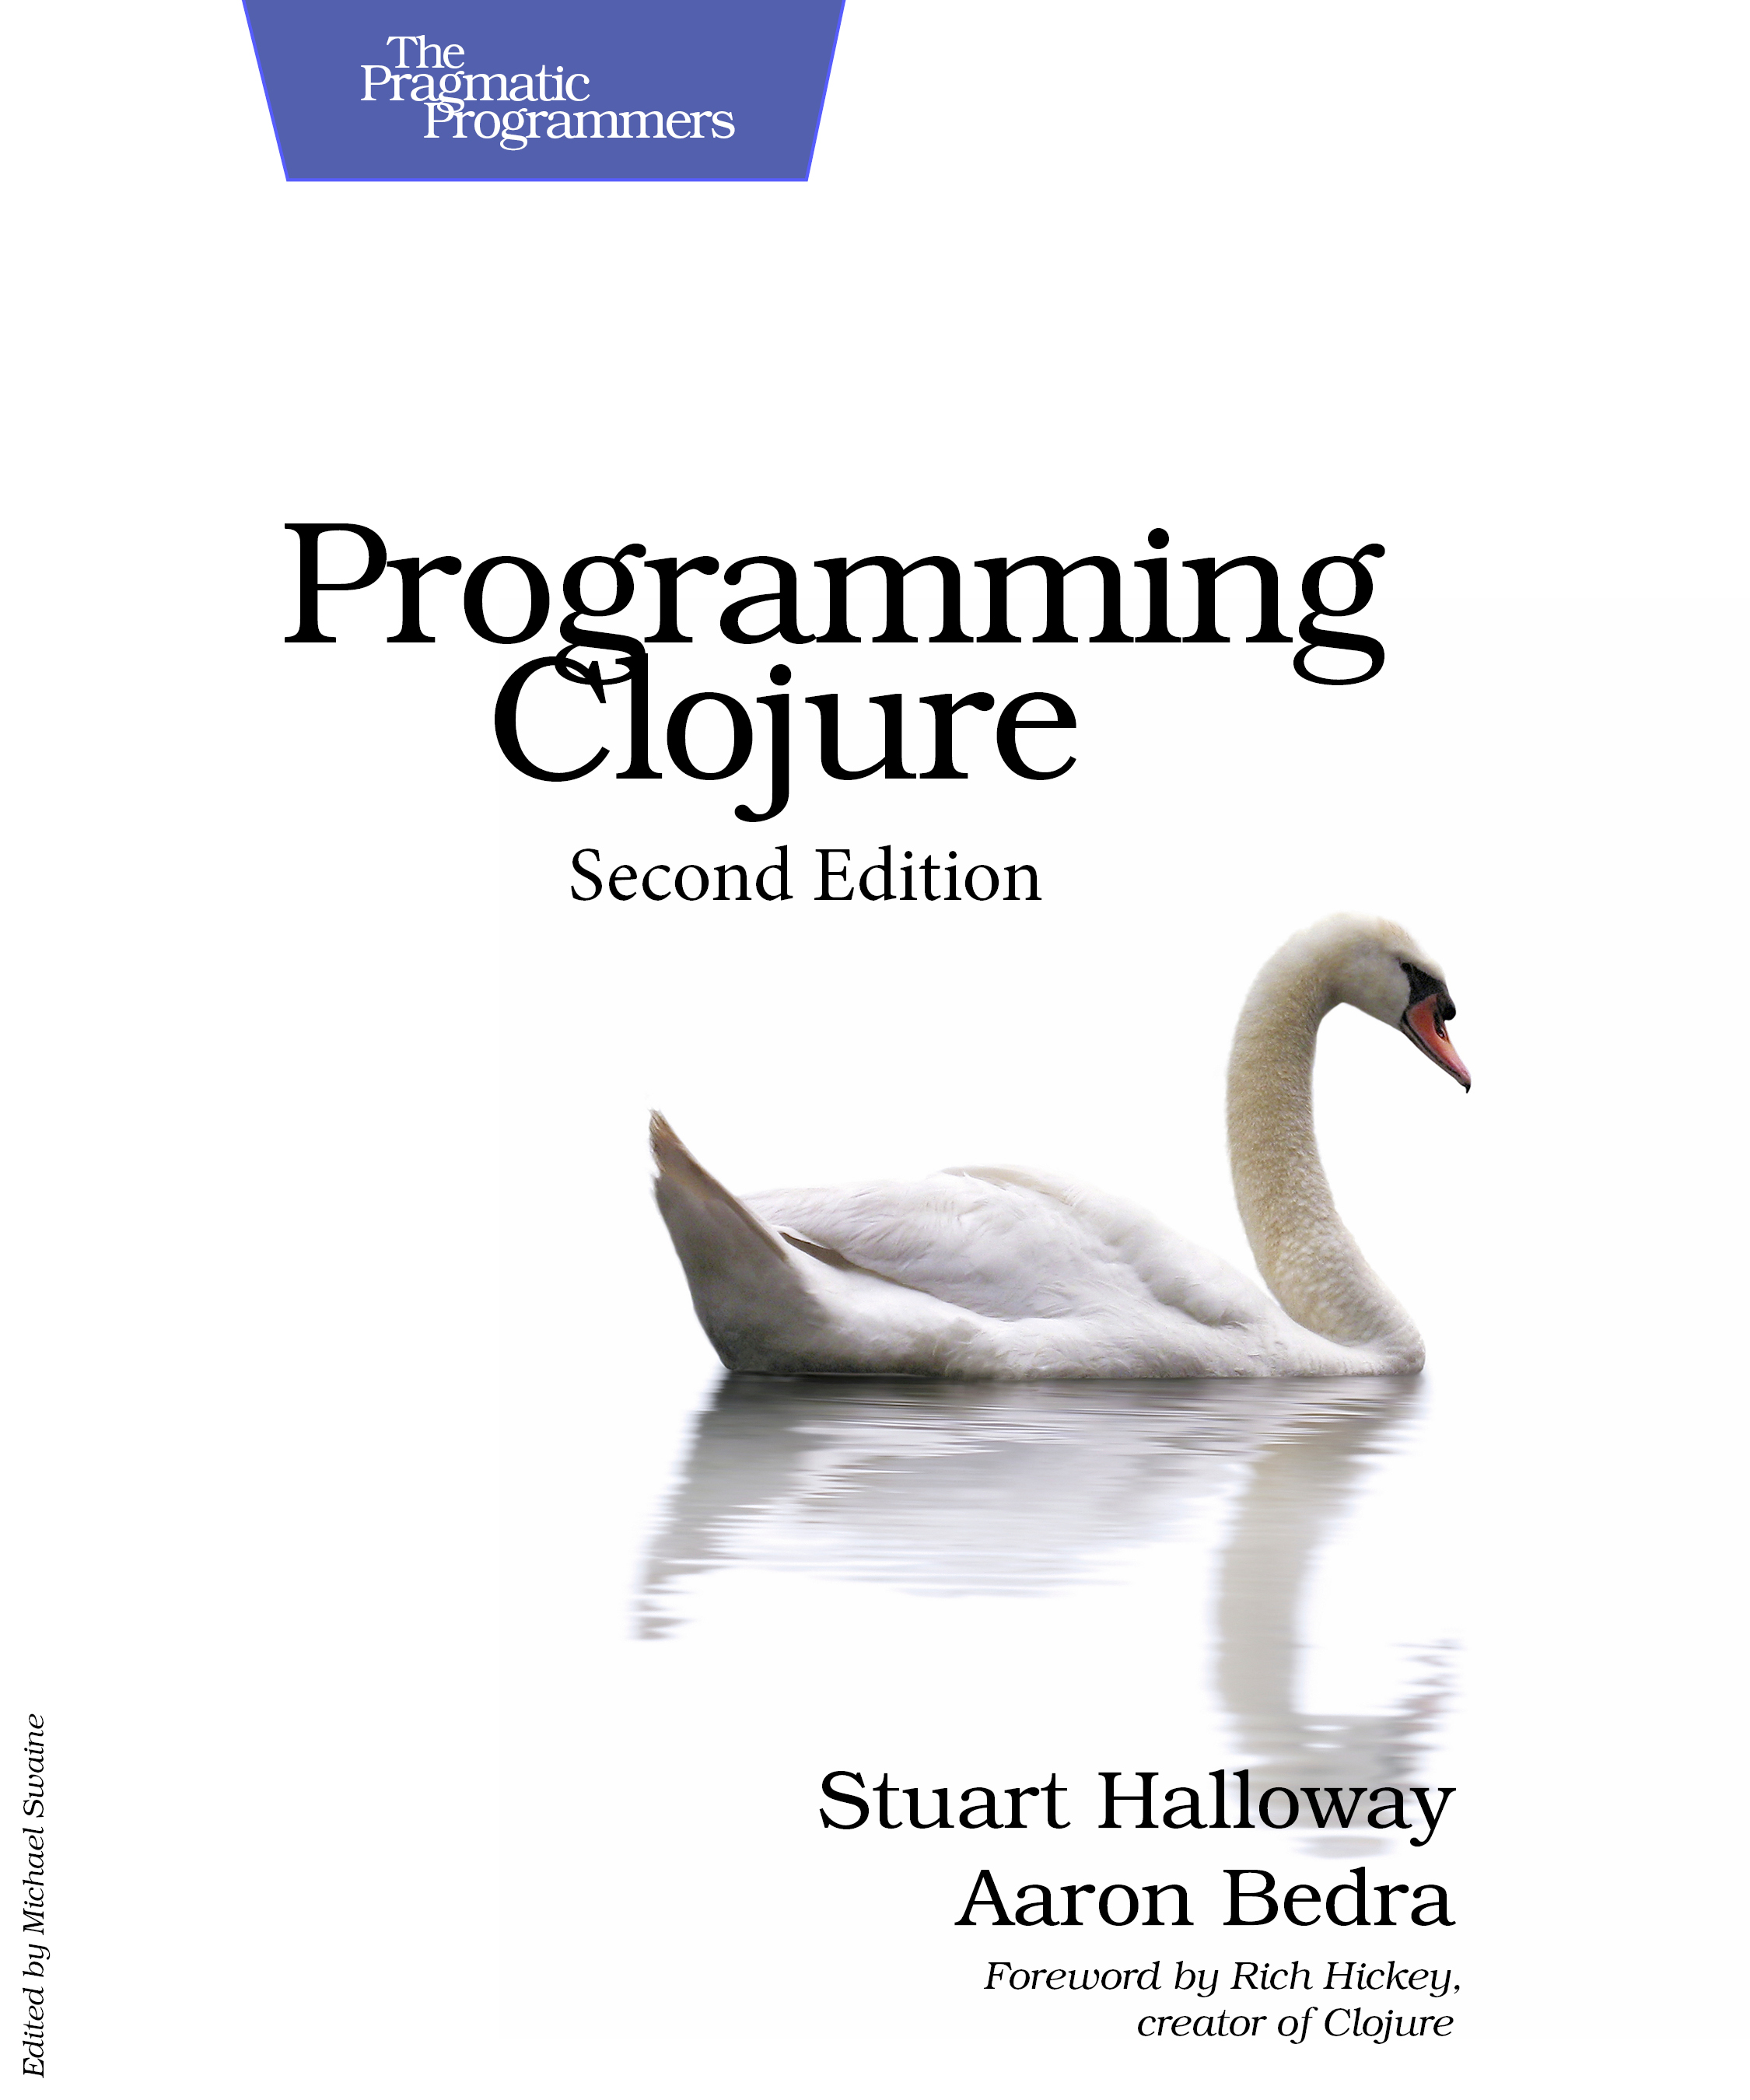 The
Pragmatic
Programmers
Programming
Clojure
Second Edition
Stuart Halloway
Aaron Bedra
Foreword by Rich Hickey,
creator of Clojure
Edited by Michael Swaine